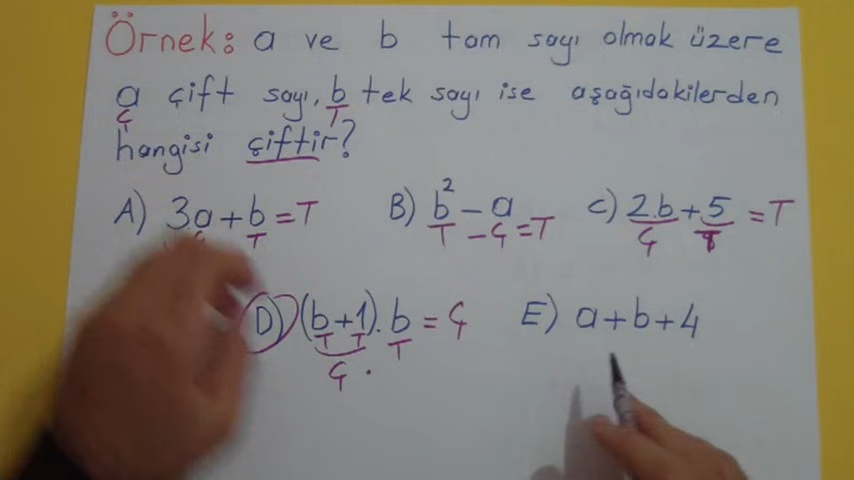 Örnek: a ve b tam sayı olmak üzere
a çift sayı, b tek sayı ise aşağıdakilerden
Ç T
hangisi çiftir?
A) 3a+b=T B) b²-a C) 2.b+5=T
Ç T T-Ç=T Ç T
D) (b+1).b=Ç E) a+b+4
T T T
Ç .